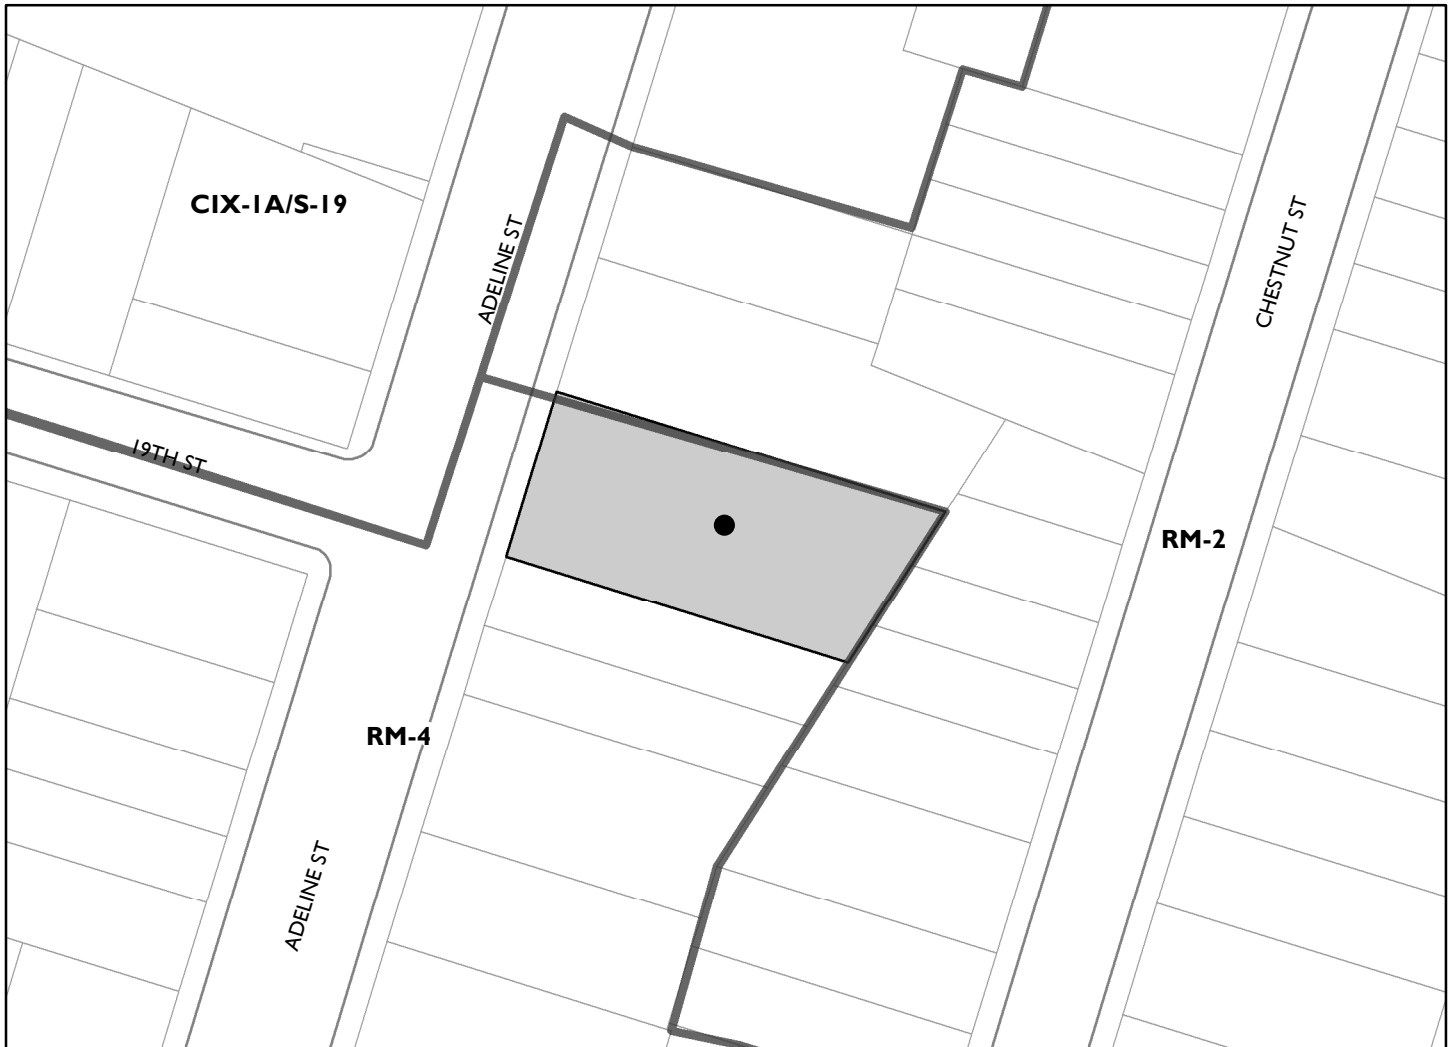 CIX-1A/S-19
ADELINE ST
CHESTNUT ST
19TH ST
RM-2
RM-4
ADELINE ST